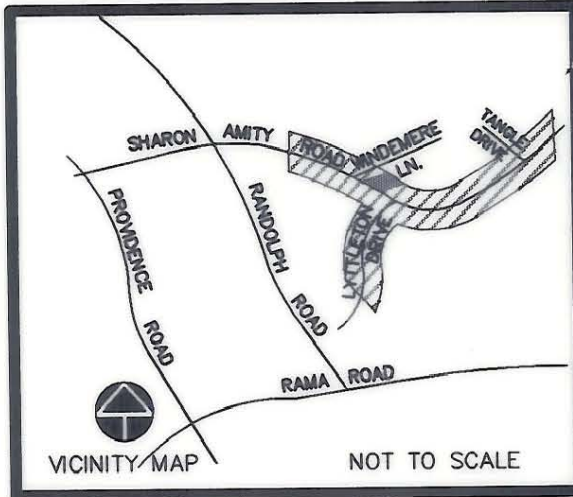 SHARON AMITY ROAD
WINDEMERE LN.
TANGLE DRIVE
PROVIDENCE ROAD
RANDOLPH ROAD
LYTTLETON DRIVE
RAMA ROAD
VICINITY MAP
NOT TO SCALE